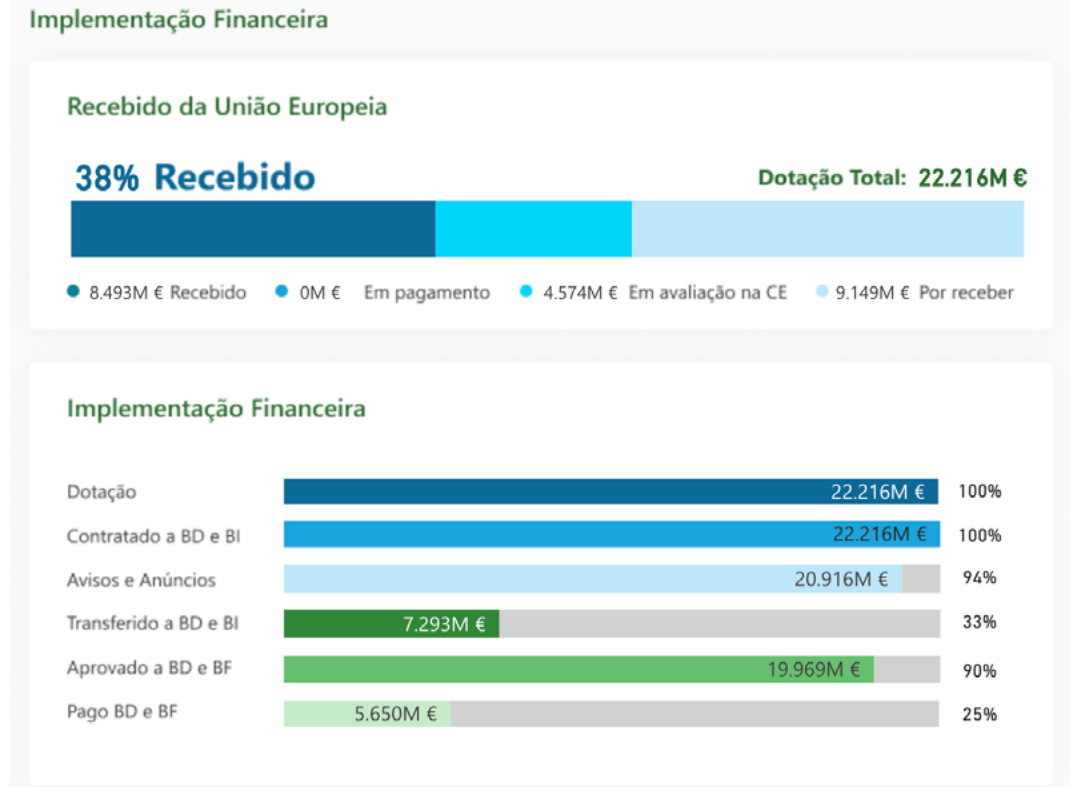 Implementação Financeira
Recebido da União Europeia
38% Recebido Dotação Total: 22.216M €
8.493M € Recebido 0M € Em pagamento 4.574M € Em avaliação na CE 9.149M € Por receber
Implementação Financeira
Dotação 22.216M € 100%
Contratado a BD e BI 22.216M € 100%
Avisos e Anúncios 20.916M € 94%
Transferido a BD e BI 7.293M € 33%
Aprovado a BD e BF 19.969M € 90%
Pago BD e BF 5.650M € 25%